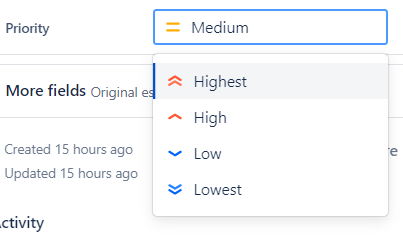 Priority
Medium
Highest
More fields Original es
High
Created 15 hours ago
Low
re
Updated 15 hours ago
Lowest
Activity